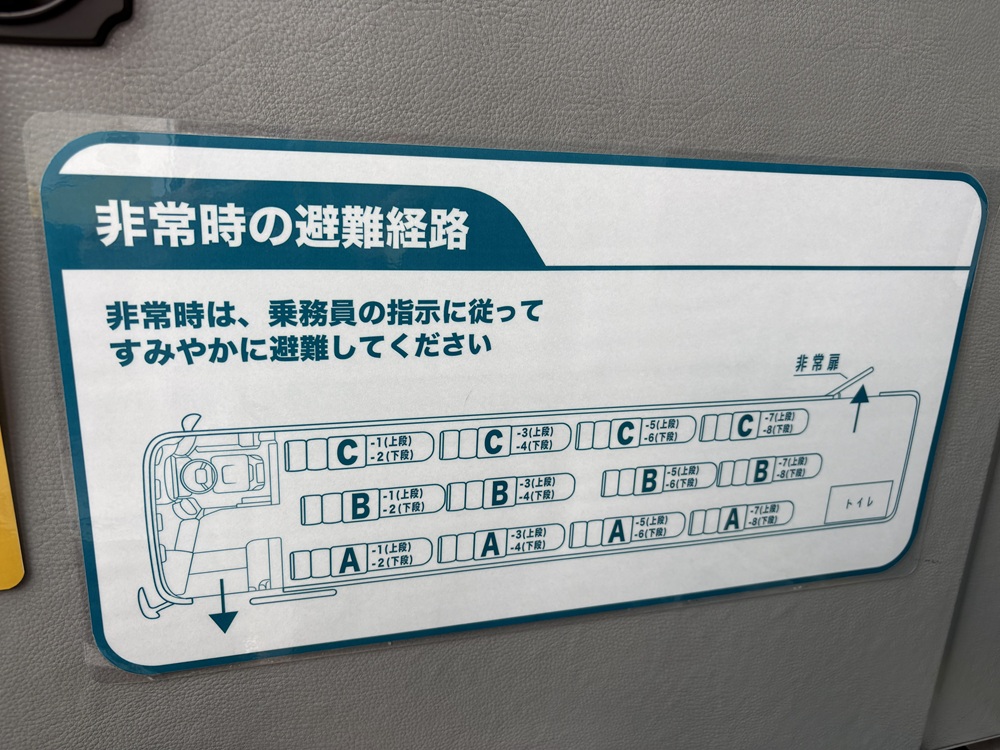 非常時の避難経路
非常時は、乗務員の指示に従って
すみやかに避難してください
非常扉
C -1(上段) -2(下段)
C -3(上段) -4(下段)
C -5(上段) -6(下段)
C -7(上段) -8(下段)
B -1(上段) -2(下段)
B -3(上段) -4(下段)
B -5(上段) -6(下段)
B -7(上段) -8(下段)
トイレ
A -1(上段) -2(下段)
A -3(上段) -4(下段)
A -5(上段) -6(下段)
A -7(上段) -8(下段)